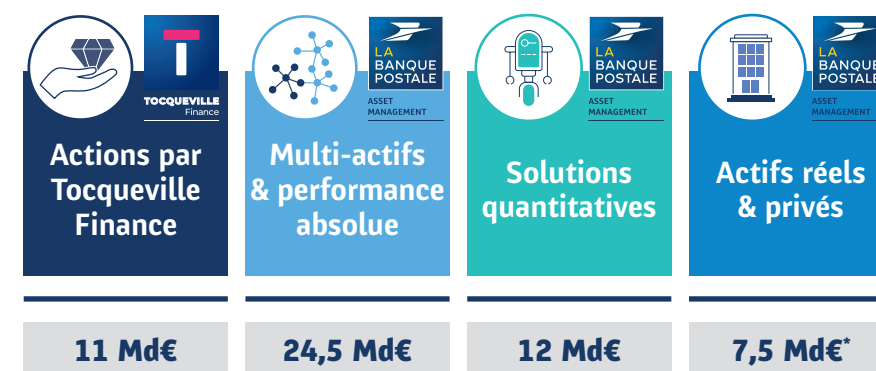 TOCQUEVILLE
Finance
Actions par
Tocqueville
Finance
11 Md€
LA
BANQUE
POSTALE
ASSET
MANAGEMENT
Multi-actifs
& performance
absolue
24,5 Md€
LA
BANQUE
POSTALE
ASSET
MANAGEMENT
Solutions
quantitatives
12 Md€
LA
BANQUE
POSTALE
ASSET
MANAGEMENT
Actifs réels
& privés
7,5 Md€*